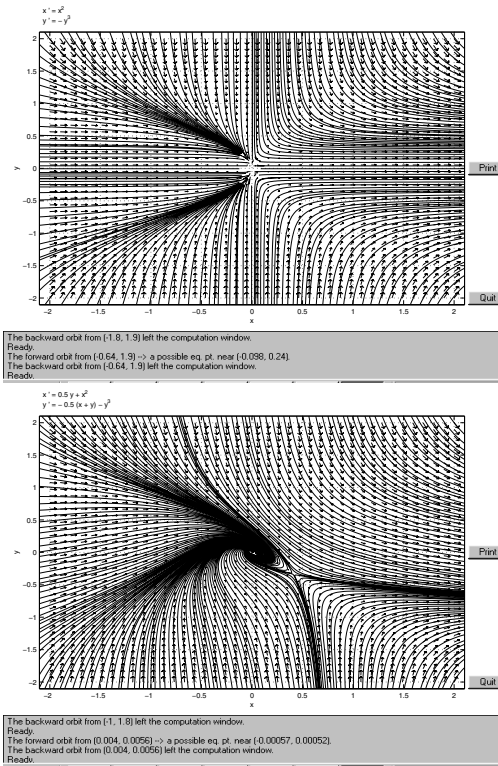 x ' = x²
y ' = − y³
2
1.5
1
0.5
0
−0.5
−1
−1.5
−2
y
−2 −1.5 −1 −0.5 0 0.5 1 1.5 2
x
Print
Quit
The backward orbit from (-1.8, 1.9) left the computation window.
Ready.
The forward orbit from (-0.64, 1.9) --> a possible eq. pt. near (-0.098, 0.24).
The backward orbit from (-0.64, 1.9) left the computation window.
Ready.
x ' = 0.5 y + x²
y ' = − 0.5 (x + y) − y³
2
1.5
1
0.5
0
−0.5
−1
−1.5
−2
y
−2 −1.5 −1 −0.5 0 0.5 1 1.5 2
x
Print
Quit
The backward orbit from (-1, 1.8) left the computation window.
Ready.
The forward orbit from (0.004, 0.0056) --> a possible eq. pt. near (-0.00057, 0.00052).
The backward orbit from (0.004, 0.0056) left the computation window.
Ready.